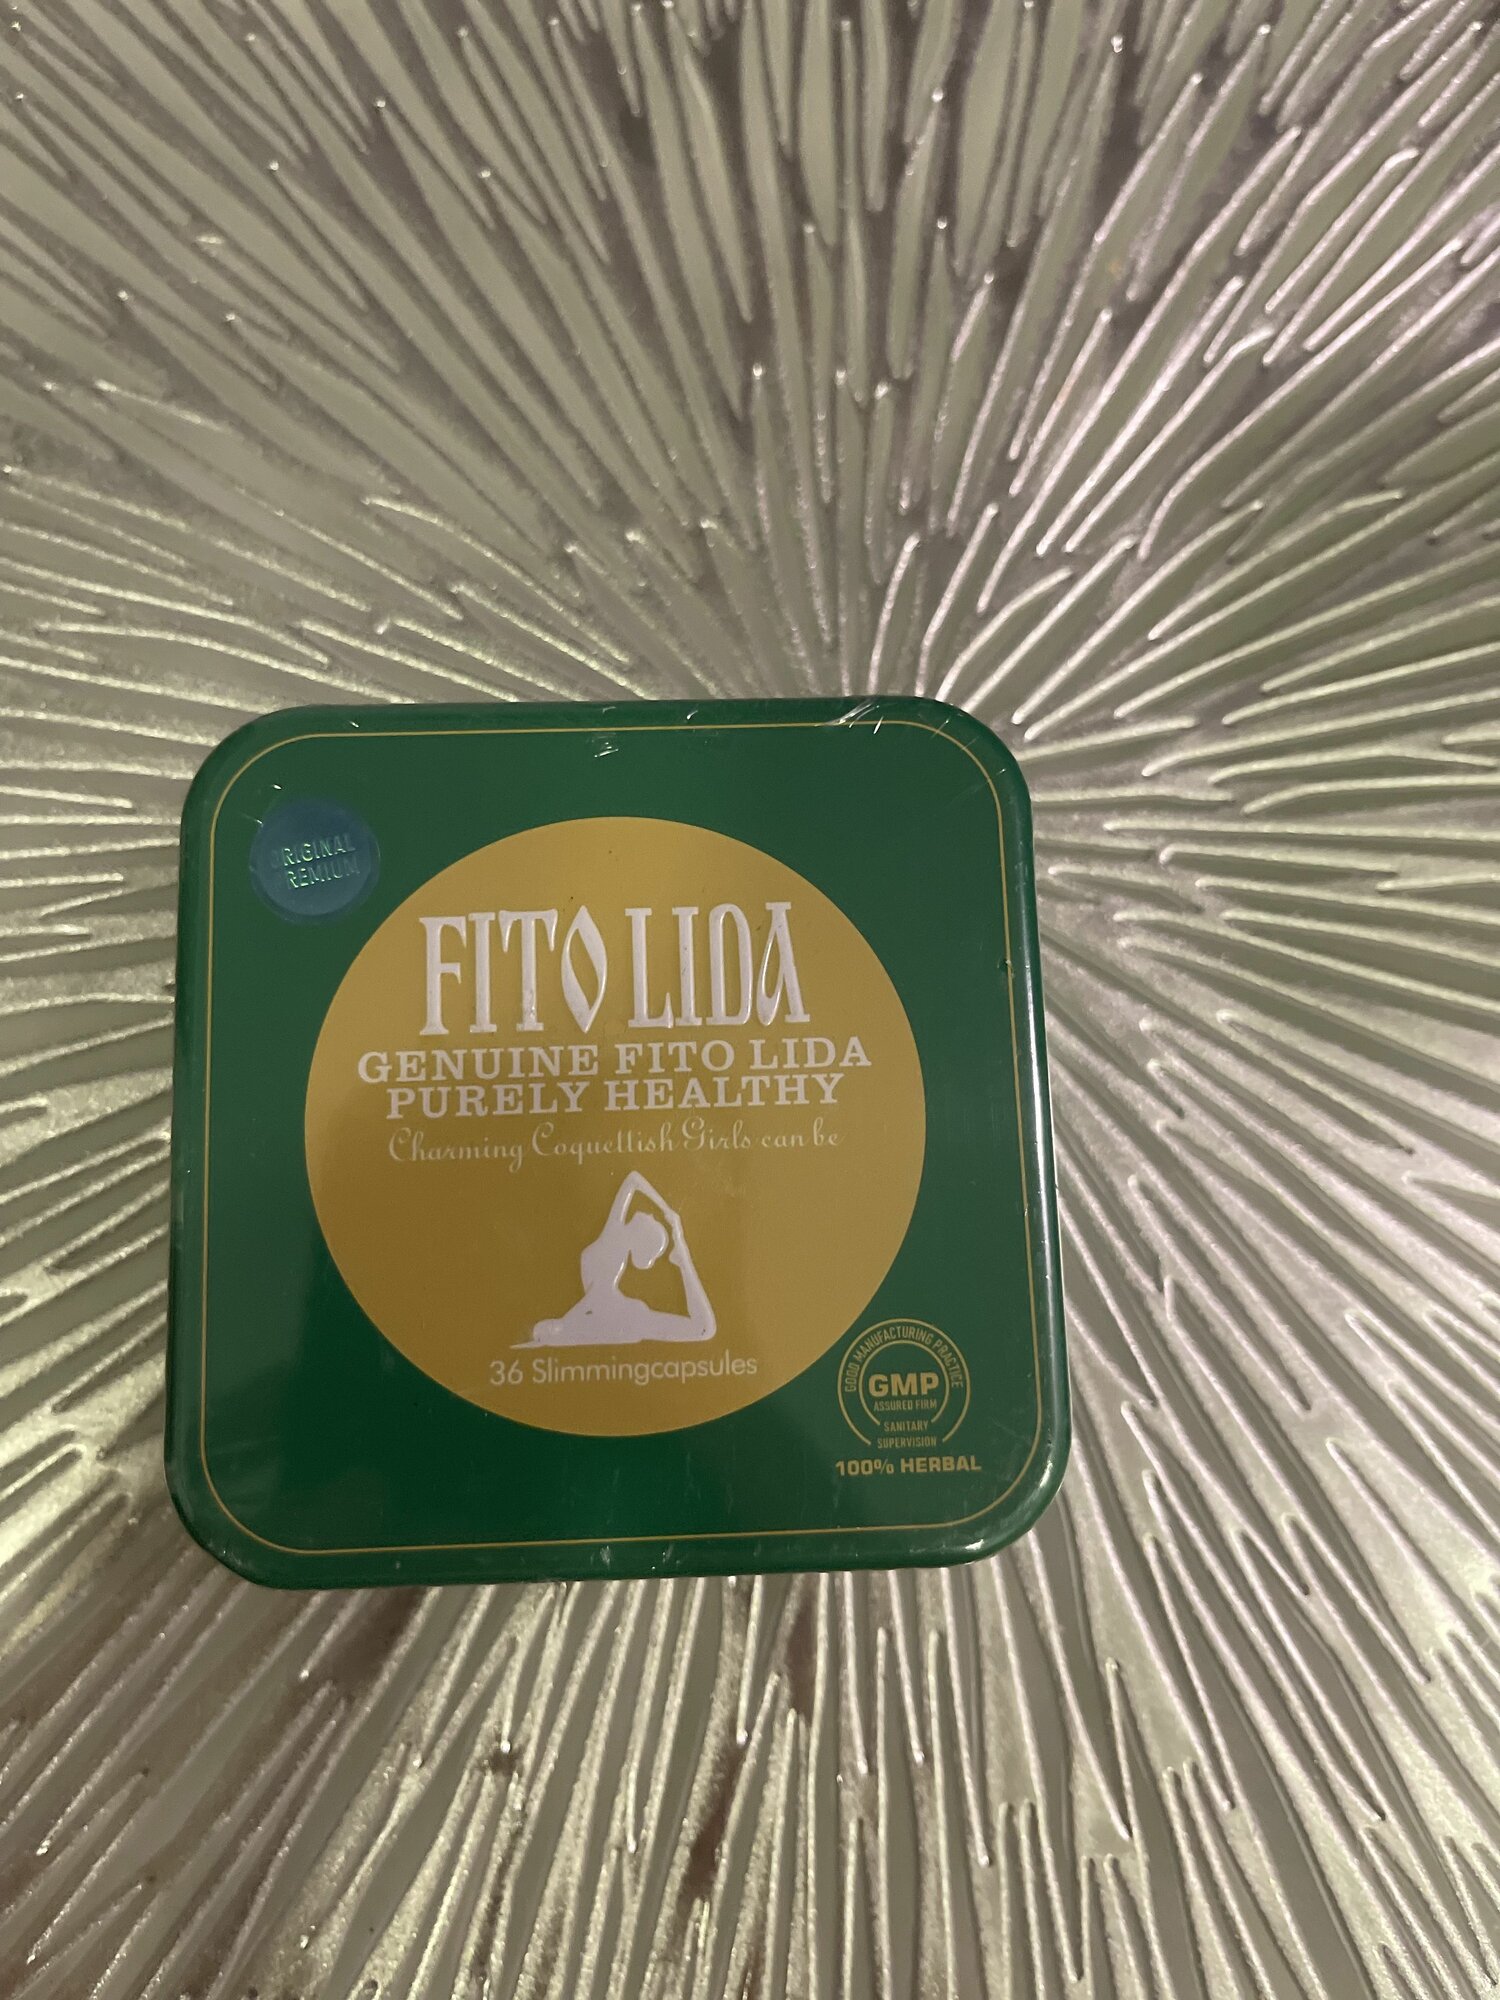 ORIGINAL
PREMIUM
FITO LIDA
GENUINE FITO LIDA
PURELY HEALTHY
Charming Coquettish Girls can be
36 Slimmingcapsules
GOOD MANUFACTURING PRACTICE
GMP
ASSURED FIRM
SANITARY
SUPERVISION
100% HERBAL